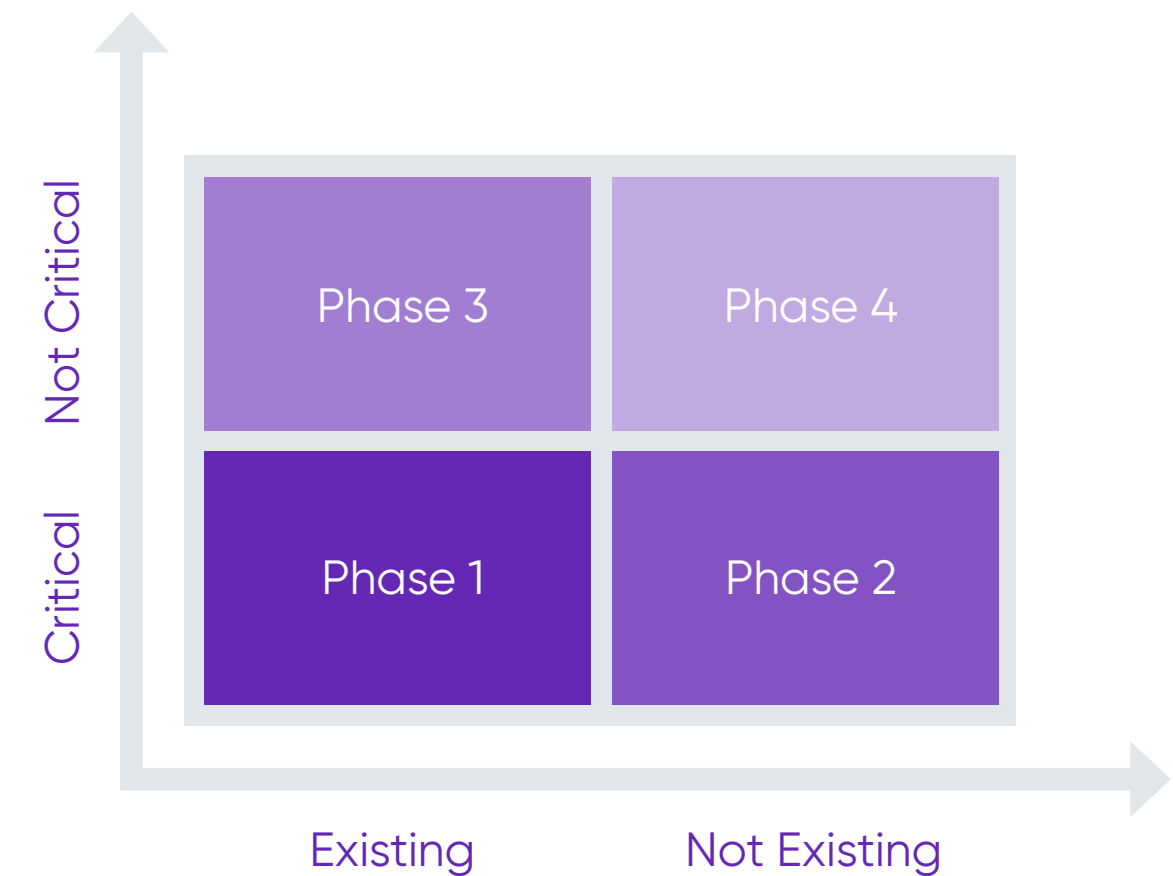 Not Critical
Phase 3
Phase 4
Critical
Phase 1
Phase 2
Existing
Not Existing